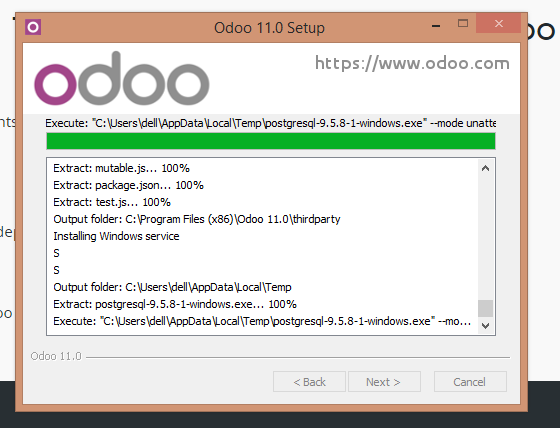 Odoo 11.0 Setup
oo
odoo
https://www.odoo.com
nts
Execute: "C:\Users\dell\AppData\Local\Temp\postgresql-9.5.8-1-windows.exe" --mode unatte
Extract: mutable.js... 100%
Extract: package.json... 100%
Extract: test.js... 100%
Output folder: C:\Program Files (x86)\Odoo 11.0\thirdparty
dep
Installing Windows service
S
S
Output folder: C:\Users\dell\AppData\Local\Temp
Extract: postgresql-9.5.8-1-windows.exe... 100%
oo
Execute: "C:\Users\dell\AppData\Local\Temp\postgresql-9.5.8-1-windows.exe" --mo...
Odoo 11.0
< Back
Next >
Cancel